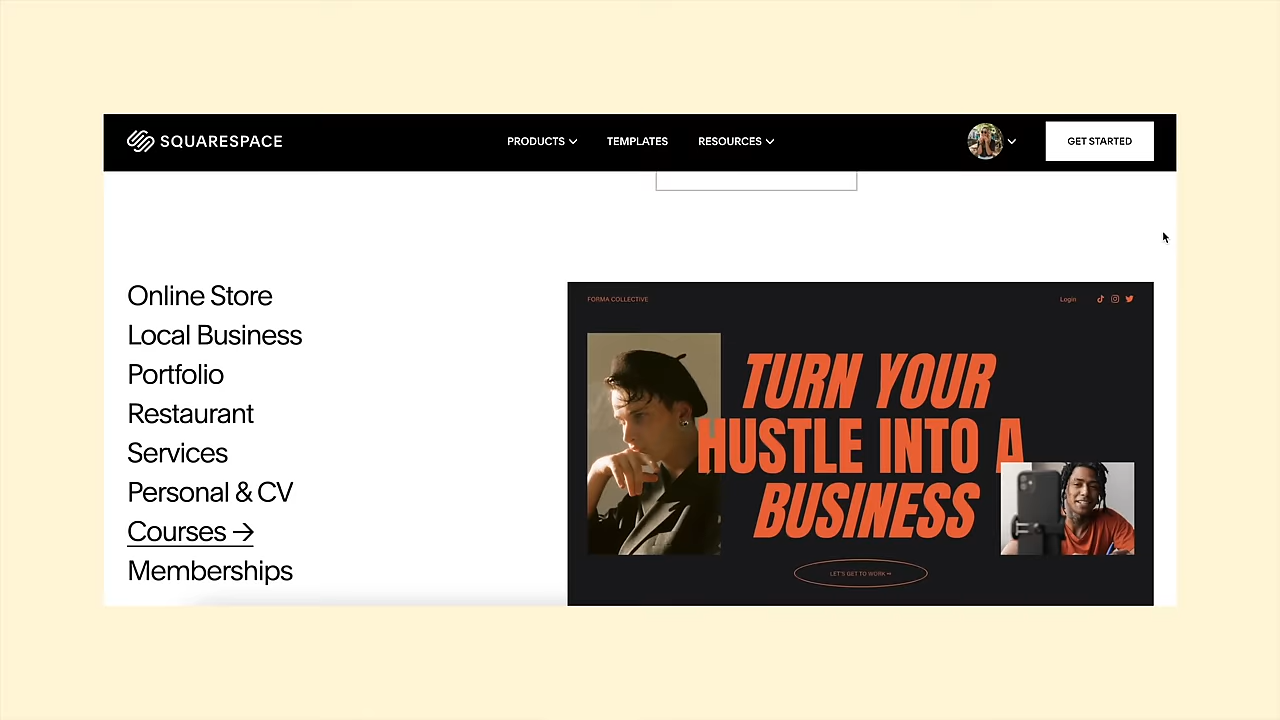 SQUARESPACE
PRODUCTS
TEMPLATES
RESOURCES
GET STARTED
Online Store
Local Business
Portfolio
Restaurant
Services
Personal & CV
Courses →
Memberships
FORMA COLLECTIVE
Login
TURN YOUR
HUSTLE INTO A
BUSINESS
LET'S GET TO WORK